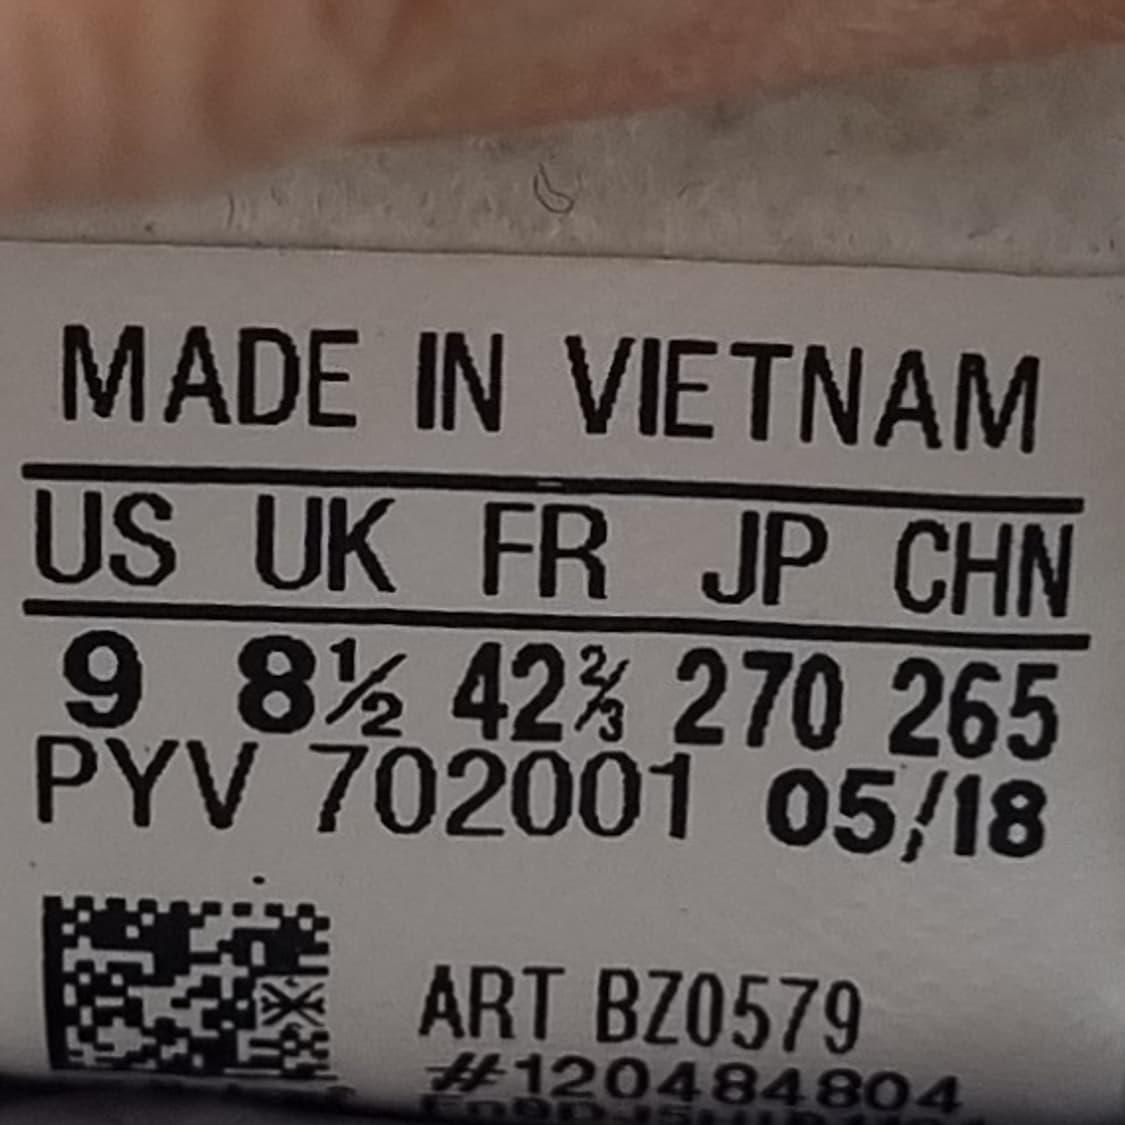 MADE IN VIETNAM
US UK FR JP CHN
9 8½ 42⅔ 270 265
PYV 702001 05/18
ART BZ0579
#120484804